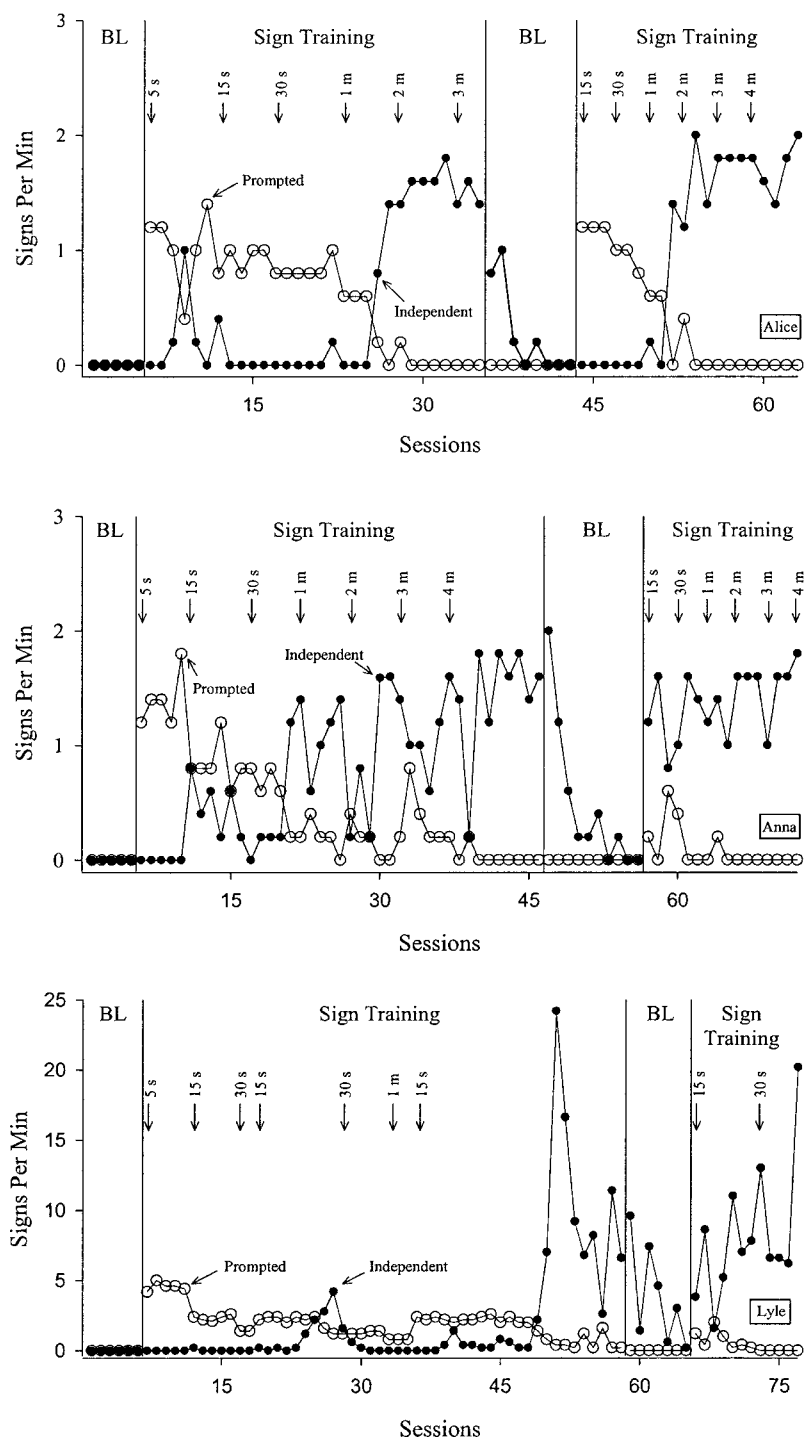 3
BL Sign Training BL Sign Training
5 s 15 s 30 s 1 m 2 m 3 m 15 s 30 s 1 m 2 m 3 m 4 m
2
Prompted
Signs Per Min
1
Independent
Alice
0
15 30 45 60
Sessions
3
BL Sign Training BL Sign Training
5 s 15 s 30 s 1 m 2 m 3 m 4 m 15 s 30 s 1 m 2 m 3 m 4 m
2
Independent
Prompted
Signs Per Min
1
Anna
0
15 30 45 60
Sessions
25
BL Sign Training BL Sign
Training
20
5 s 15 s 30 s 15 s 30 s 1 m 15 s 15 s 30 s
15
Signs Per Min
10
Prompted Independent
5
Lyle
0
15 30 45 60 75
Sessions